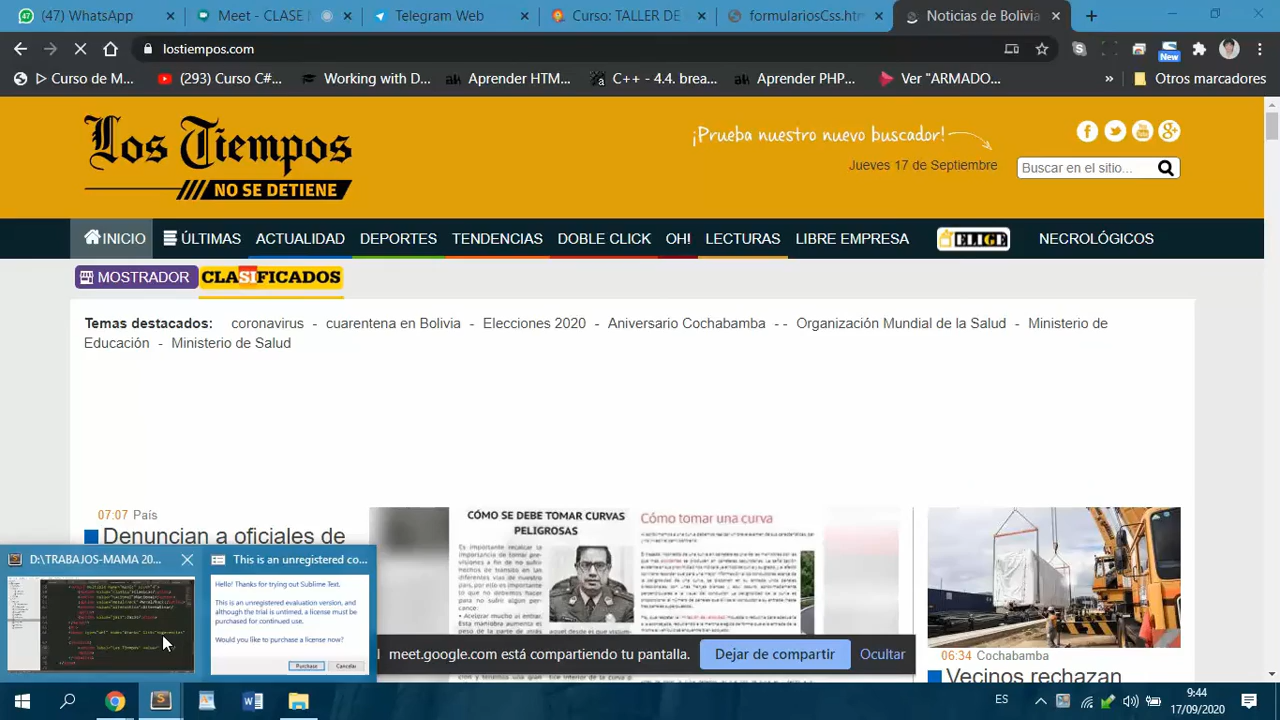 (47) WhatsApp
Meet - CLASE
Telegram Web
Curso: TALLER DE
formulariosCss.htm
Noticias de Bolivia
lostiempos.com
New
▷ Curso de M...
(293) Curso C#...
Working with D...
Aprender HTM...
C++ - 4.4. brea...
Aprender PHP...
Ver "ARMADO...
»
Otros marcadores
Los Tiempos
NO SE DETIENE
¡Prueba nuestro nuevo buscador!
Jueves 17 de Septiembre
Buscar en el sitio...
INICIO
ÚLTIMAS
ACTUALIDAD
DEPORTES
TENDENCIAS
DOBLE CLICK
OH!
LECTURAS
LIBRE EMPRESA
ELIGE
NECROLÓGICOS
MOSTRADOR
CLASIFICADOS
Temas destacados: coronavirus - cuarentena en Bolivia - Elecciones 2020 - Aniversario Cochabamba - - Organización Mundial de la Salud - Ministerio de
Educación - Ministerio de Salud
07:07 País
Denuncian a oficiales de
CÓMO SE DEBE TOMAR CURVAS
PELIGROSAS
Cómo tomar una curva
06:34 Cochabamba
Vecinos rechazan
D:\TRABAJOS-MAMA 20...
This is an unregistered co...
Hello! Thanks for trying out Sublime Text.
This is an unregistered evaluation version, and
although the trial is untimed, a license must be
purchased for continued use.
Would you like to purchase a license now?
Purchase
Cancelar
meet.google.com está compartiendo tu pantalla.
Dejar de compartir
Ocultar
ES
9:44
17/09/2020